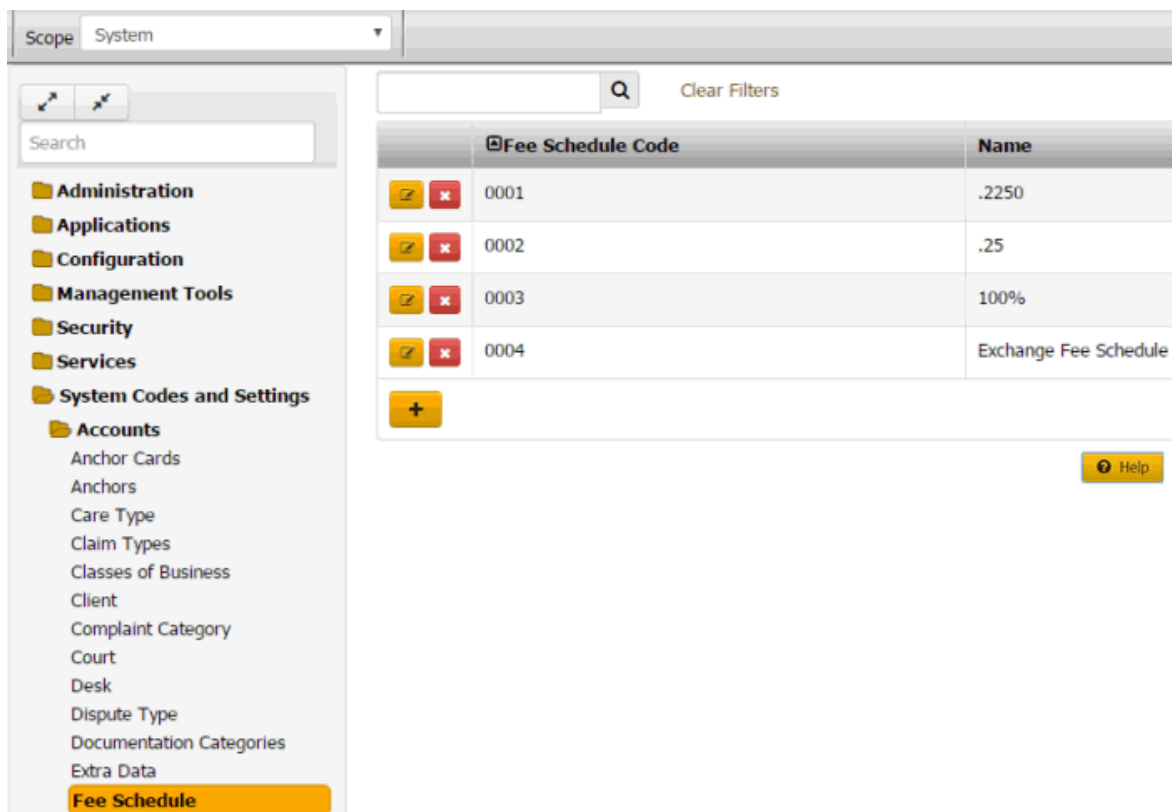 Scope System
Clear Filters
Search
Fee Schedule Code Name
0001 .2250
0002 .25
0003 100%
0004 Exchange Fee Schedule
Help
Administration
Applications
Configuration
Management Tools
Security
Services
System Codes and Settings
Accounts
Anchor Cards
Anchors
Care Type
Claim Types
Classes of Business
Client
Complaint Category
Court
Desk
Dispute Type
Documentation Categories
Extra Data
Fee Schedule